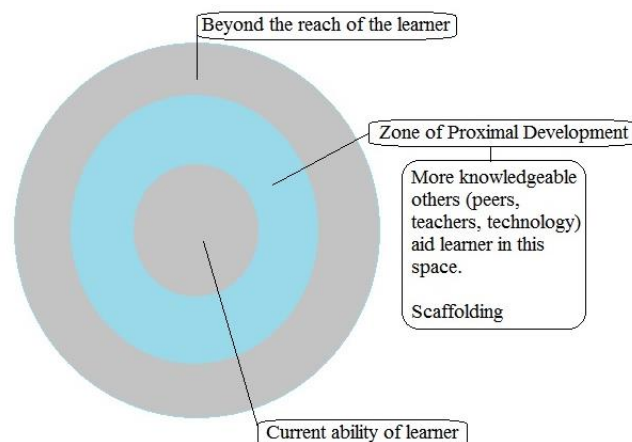 Beyond the reach of the learner
Zone of Proximal Development
More knowledgeable
others (peers,
teachers, technology)
aid learner in this
space.
Scaffolding
Current ability of learner